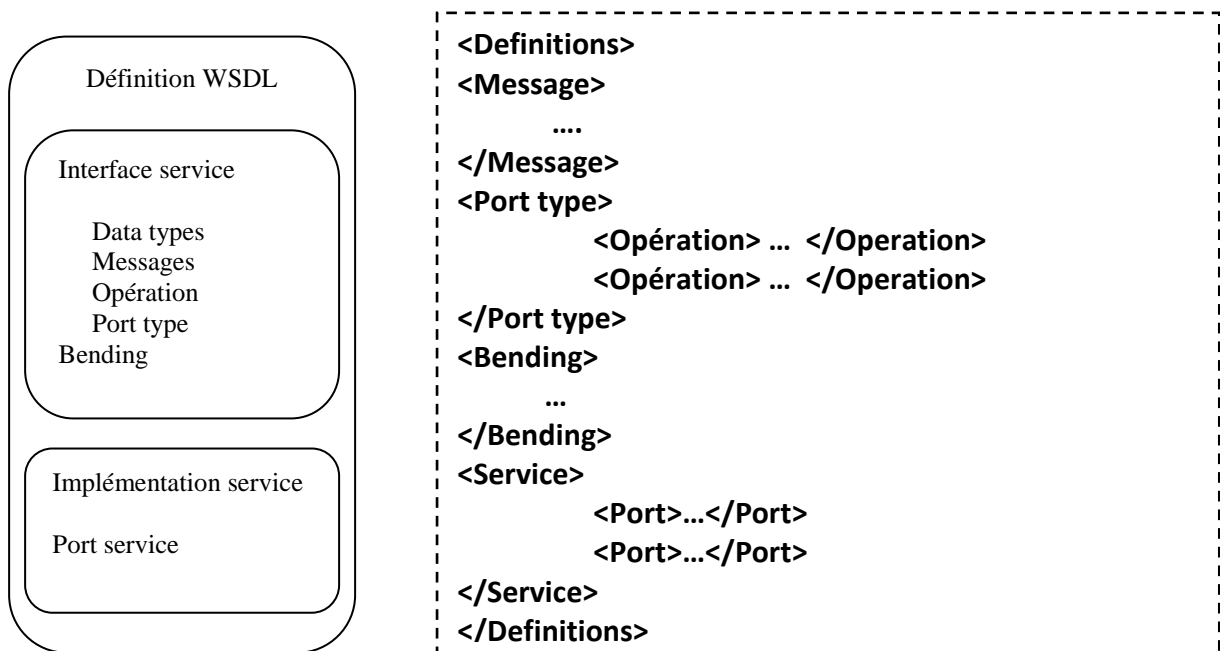 Définition WSDL
Interface service
Data types
Messages
Opération
Port type
Bending
Implémentation service
Port service
<Definitions>
<Message>
….
</Message>
<Port type>
<Opération> … </Operation>
<Opération> … </Operation>
</Port type>
<Bending>
…
</Bending>
<Service>
<Port>…</Port>
<Port>…</Port>
</Service>
</Definitions>